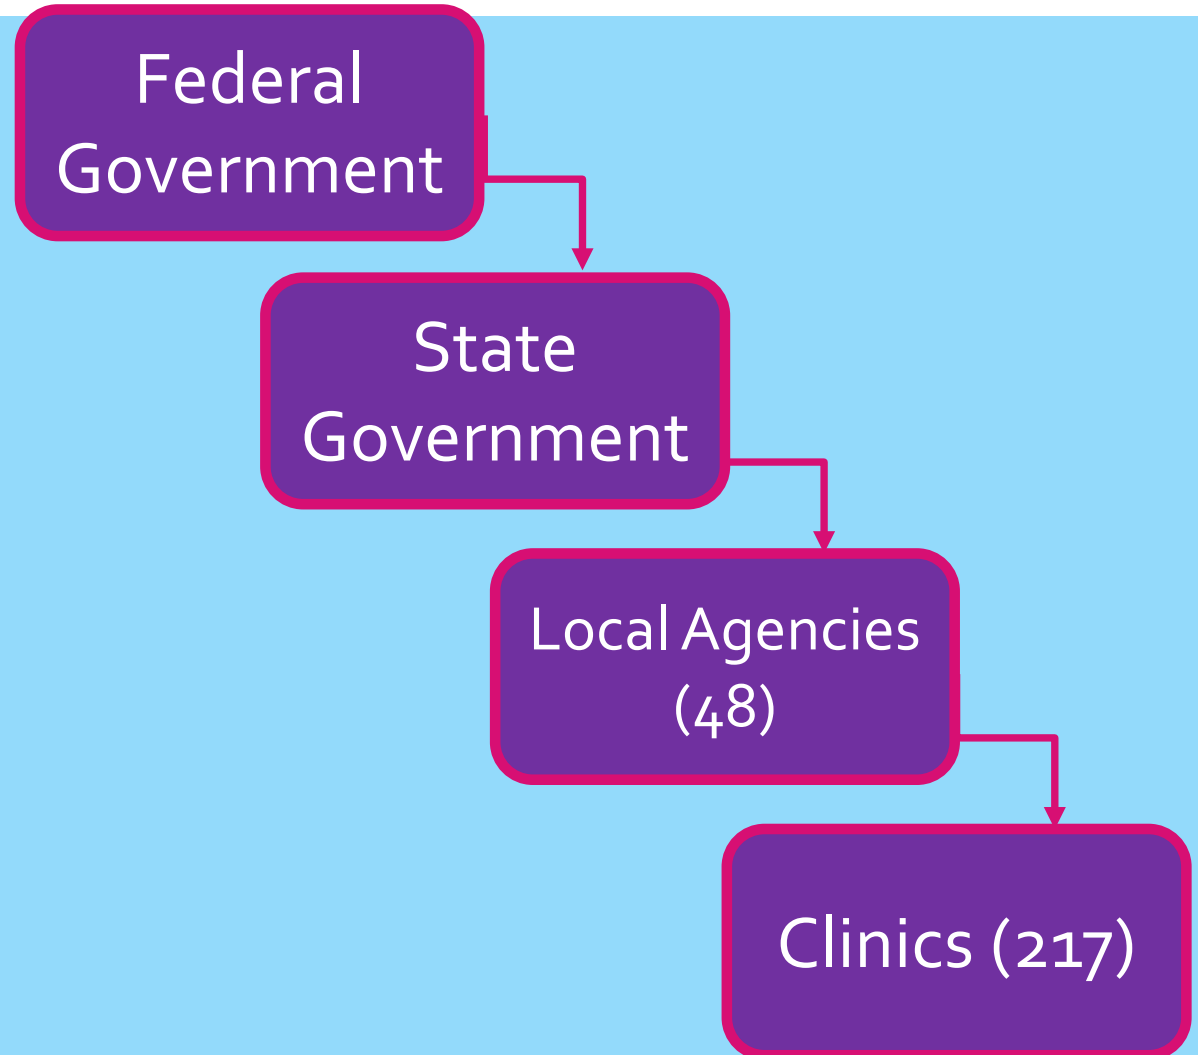 Federal
Government
State
Government
Local Agencies
(48)
Clinics (217)